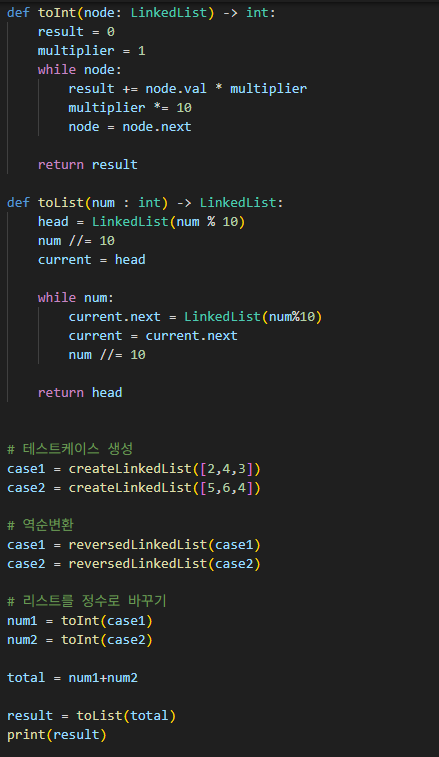 def toInt(node: LinkedList) -> int:
    result = 0
    multiplier = 1
    while node:
        result += node.val * multiplier
        multiplier *= 10
        node = node.next

    return result

def toList(num : int) -> LinkedList:
    head = LinkedList(num % 10)
    num //= 10
    current = head

    while num:
        current.next = LinkedList(num%10)
        current = current.next
        num //= 10

    return head


# 테스트케이스 생성
case1 = createLinkedList([2,4,3])
case2 = createLinkedList([5,6,4])

# 역순변환
case1 = reversedLinkedList(case1)
case2 = reversedLinkedList(case2)

# 리스트를 정수로 바꾸기
num1 = toInt(case1)
num2 = toInt(case2)

total = num1+num2

result = toList(total)
print(result)